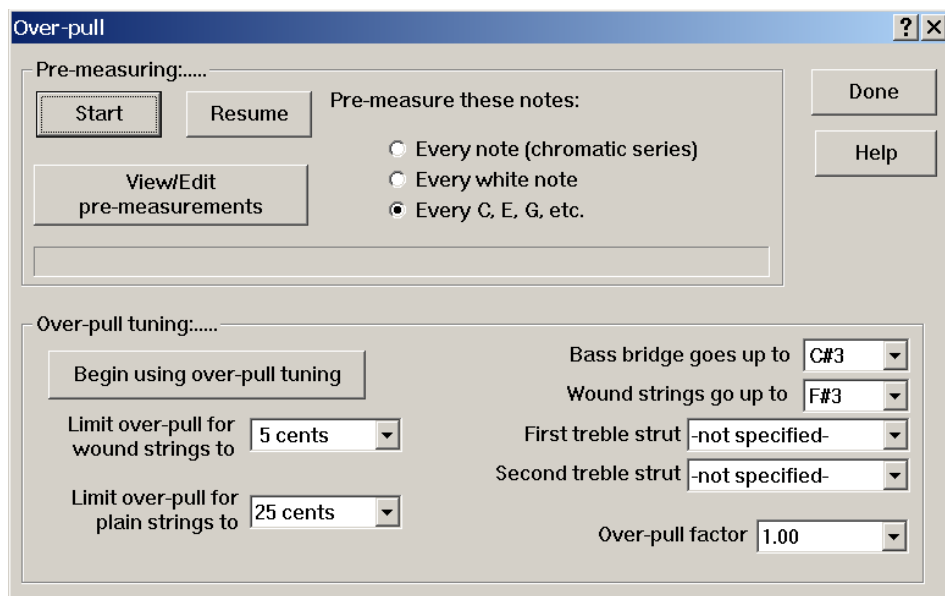 Over-pull
Pre-measuring:.....
Start
Resume
View/Edit
pre-measurements
Pre-measure these notes:
Every note (chromatic series)
Every white note
Every C, E, G, etc.
Done
Help
Over-pull tuning:.....
Begin using over-pull tuning
Limit over-pull for
wound strings to
5 cents
Limit over-pull for
plain strings to
25 cents
Bass bridge goes up to C#3
Wound strings go up to F#3
First treble strut -not specified-
Second treble strut -not specified-
Over-pull factor 1.00